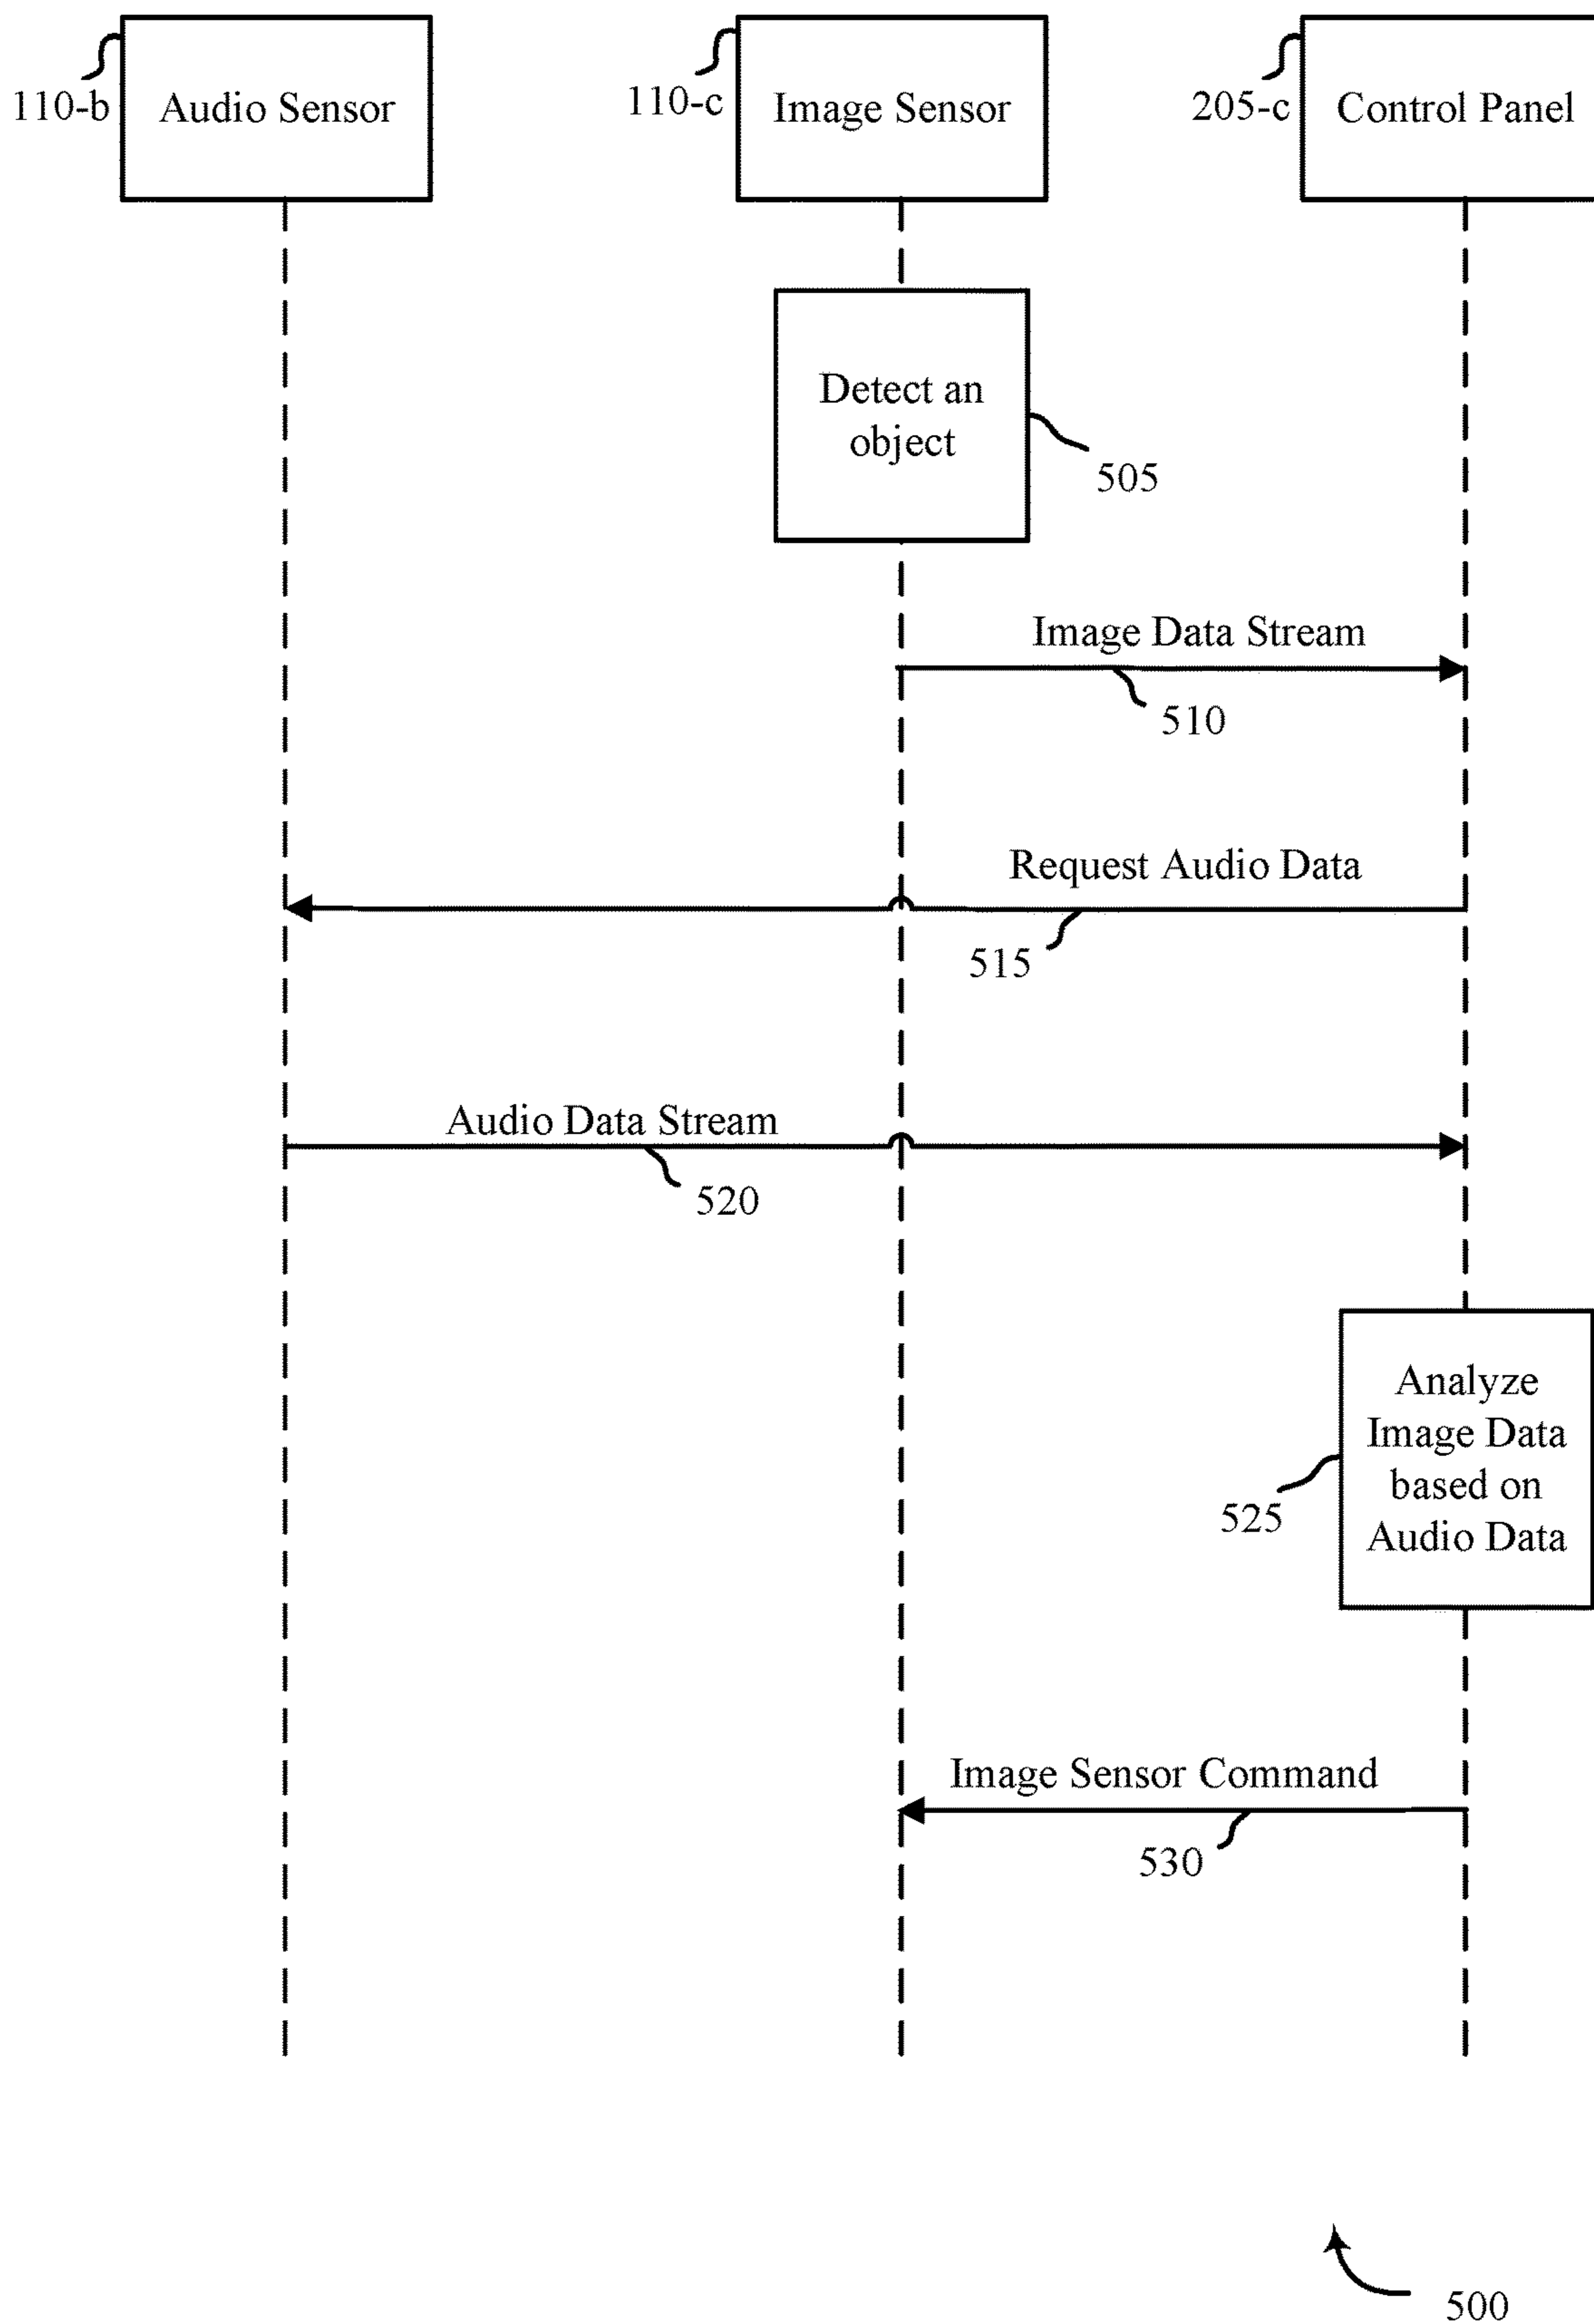 110-b
Audio Sensor
110-c
Image Sensor
205-c
Control Panel
Detect an
object
505
Image Data Stream
510
Request Audio Data
515
Audio Data Stream
520
Analyze
Image Data
based on
Audio Data
525
Image Sensor Command
530
500